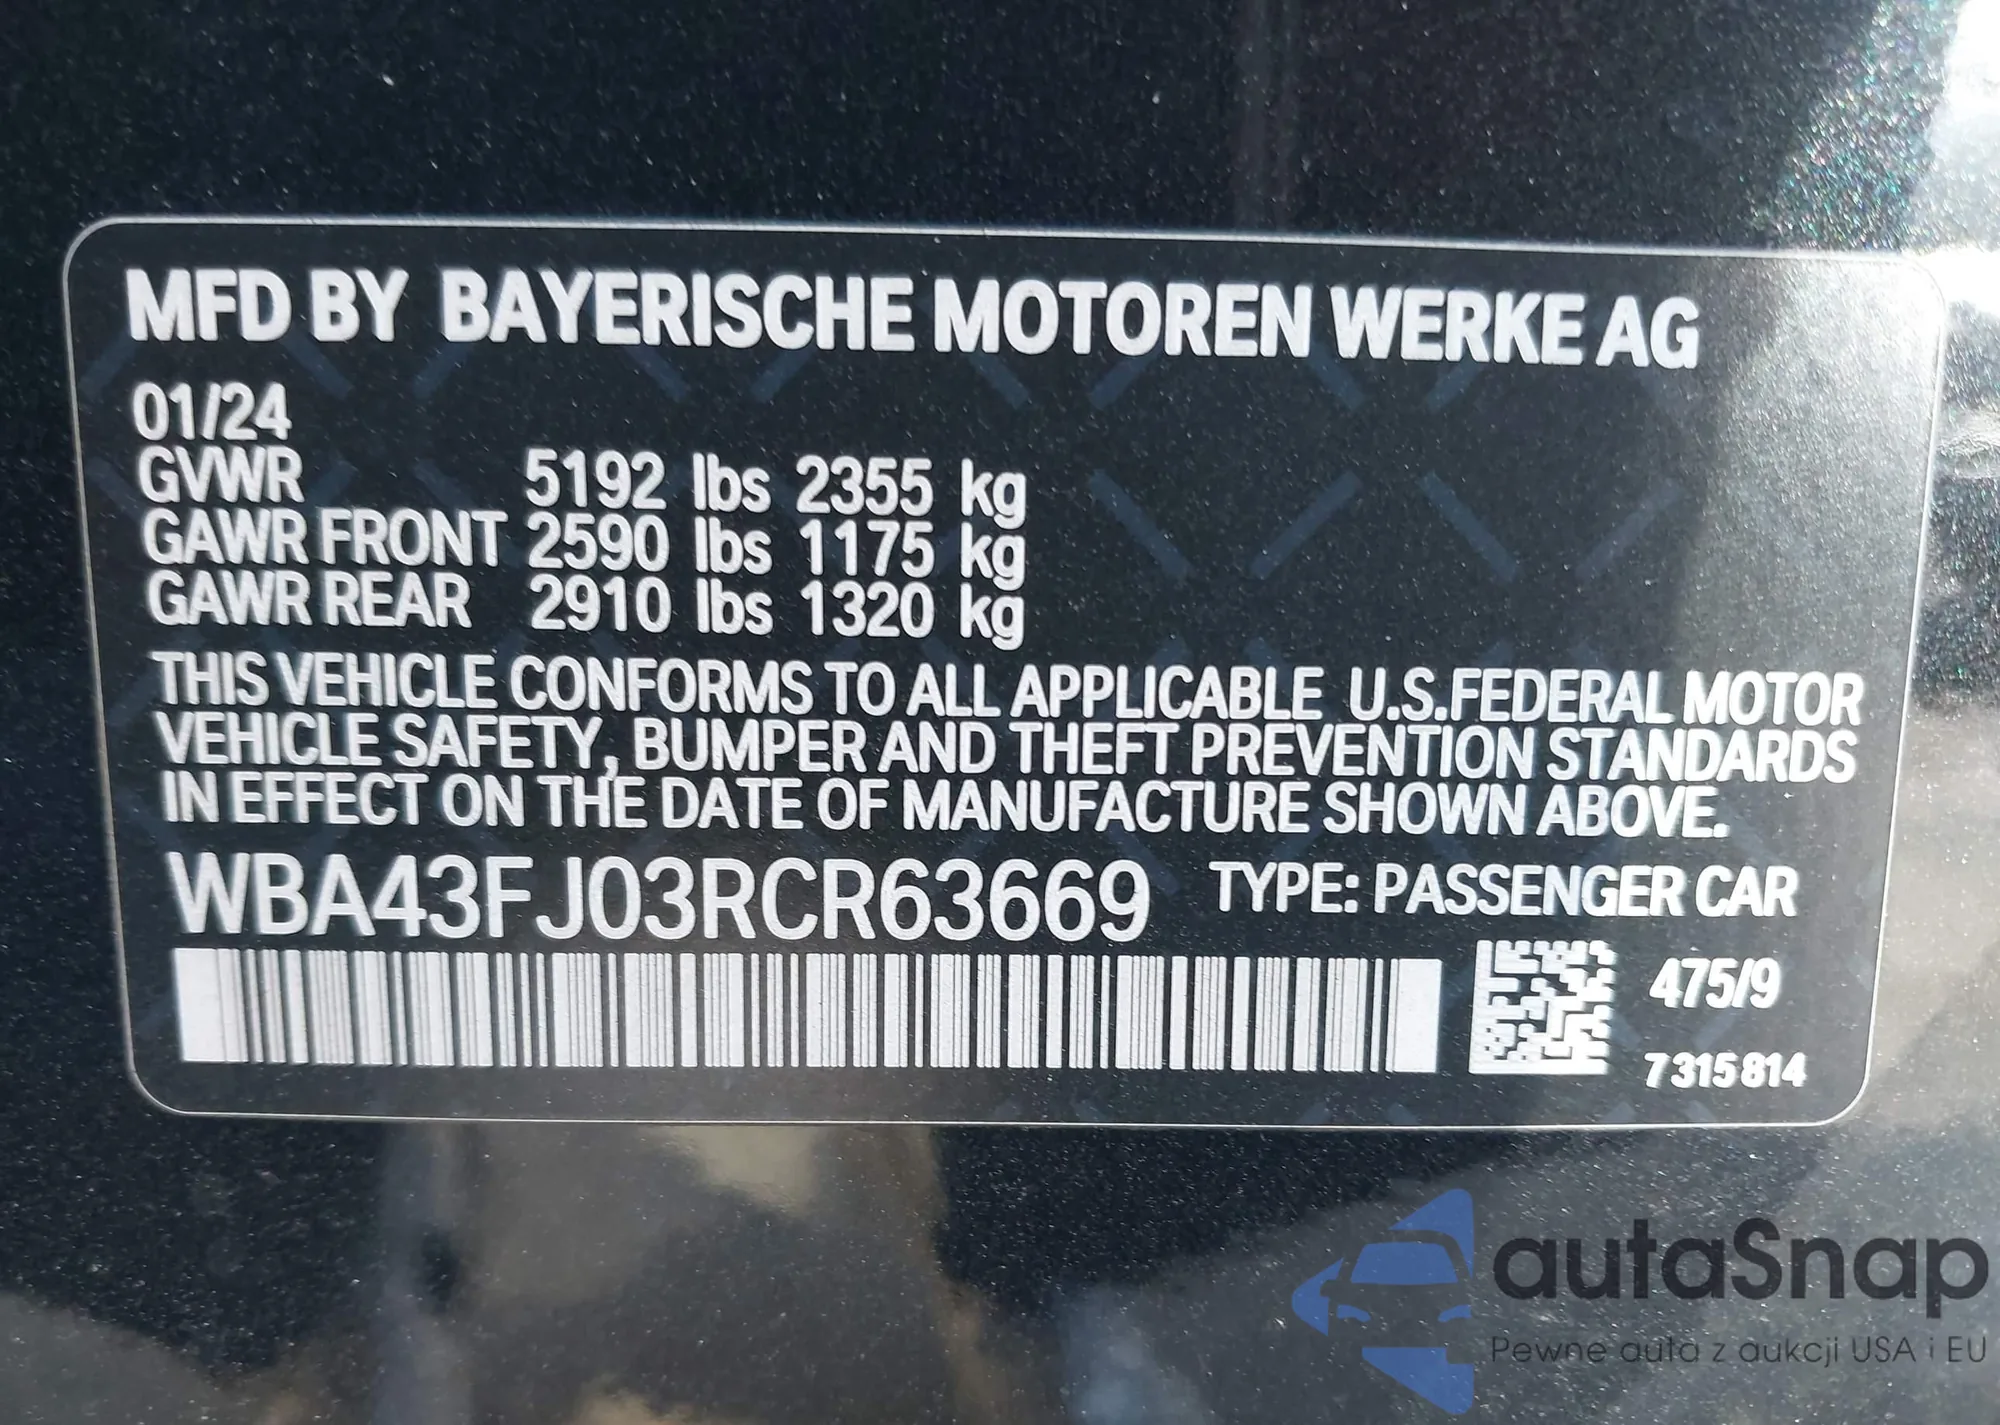 MFD BY BAYERISCHE MOTOREN WERKE AG
01/24
GVWR 5192 lbs 2355 kg
GAWR FRONT 2590 lbs 1175 kg
GAWR REAR 2910 lbs 1320 kg
THIS VEHICLE CONFORMS TO ALL APPLICABLE U.S.FEDERAL MOTOR
VEHICLE SAFETY, BUMPER AND THEFT PREVENTION STANDARDS
IN EFFECT ON THE DATE OF MANUFACTURE SHOWN ABOVE.
WBA43FJ03RCR63669 TYPE: PASSENGER CAR
475/9
7 315 814
autaSnap
Pewne auta z aukcji USA i EU